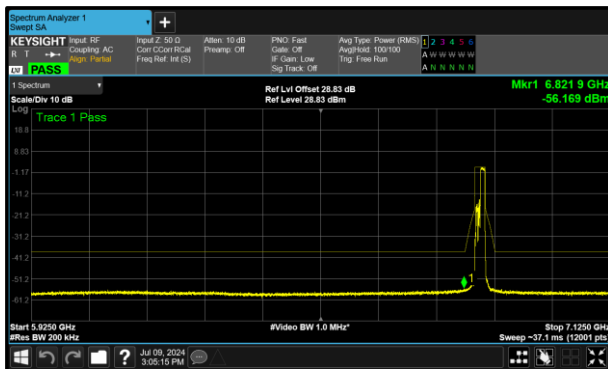 Spectrum Analyzer 1
Swept SA
KEYSIGHT
R T
LXI PASS
Input: RF
Coupling: AC
Align: Partial
Input Z: 50 Ω
Corr CCorr RCal
Freq Ref: Int (S)
Atten: 10 dB
Preamp: Off
PNO: Fast
Gate: Off
IF Gain: Low
Sig Track: Off
Avg Type: Power (RMS)
Avg|Hold: 100/100
Trig: Free Run
1 2 3 4 5 6
A W W W W W
A N N N N N
1 Spectrum
Scale/Div 10 dB
Ref Lvl Offset 28.83 dB
Ref Level 28.83 dBm
Mkr1 6.821 9 GHz
-56.169 dBm
Log
Trace 1 Pass
18.8
8.83
-1.17
-11.2
-21.2
-31.2
-41.2
-51.2
-61.2
1
Start 5.9250 GHz
#Res BW 200 kHz
#Video BW 1.0 MHz*
Stop 7.1250 GHz
Sweep ~37.1 ms (12001 pts)
Jul 09, 2024
3:05:15 PM